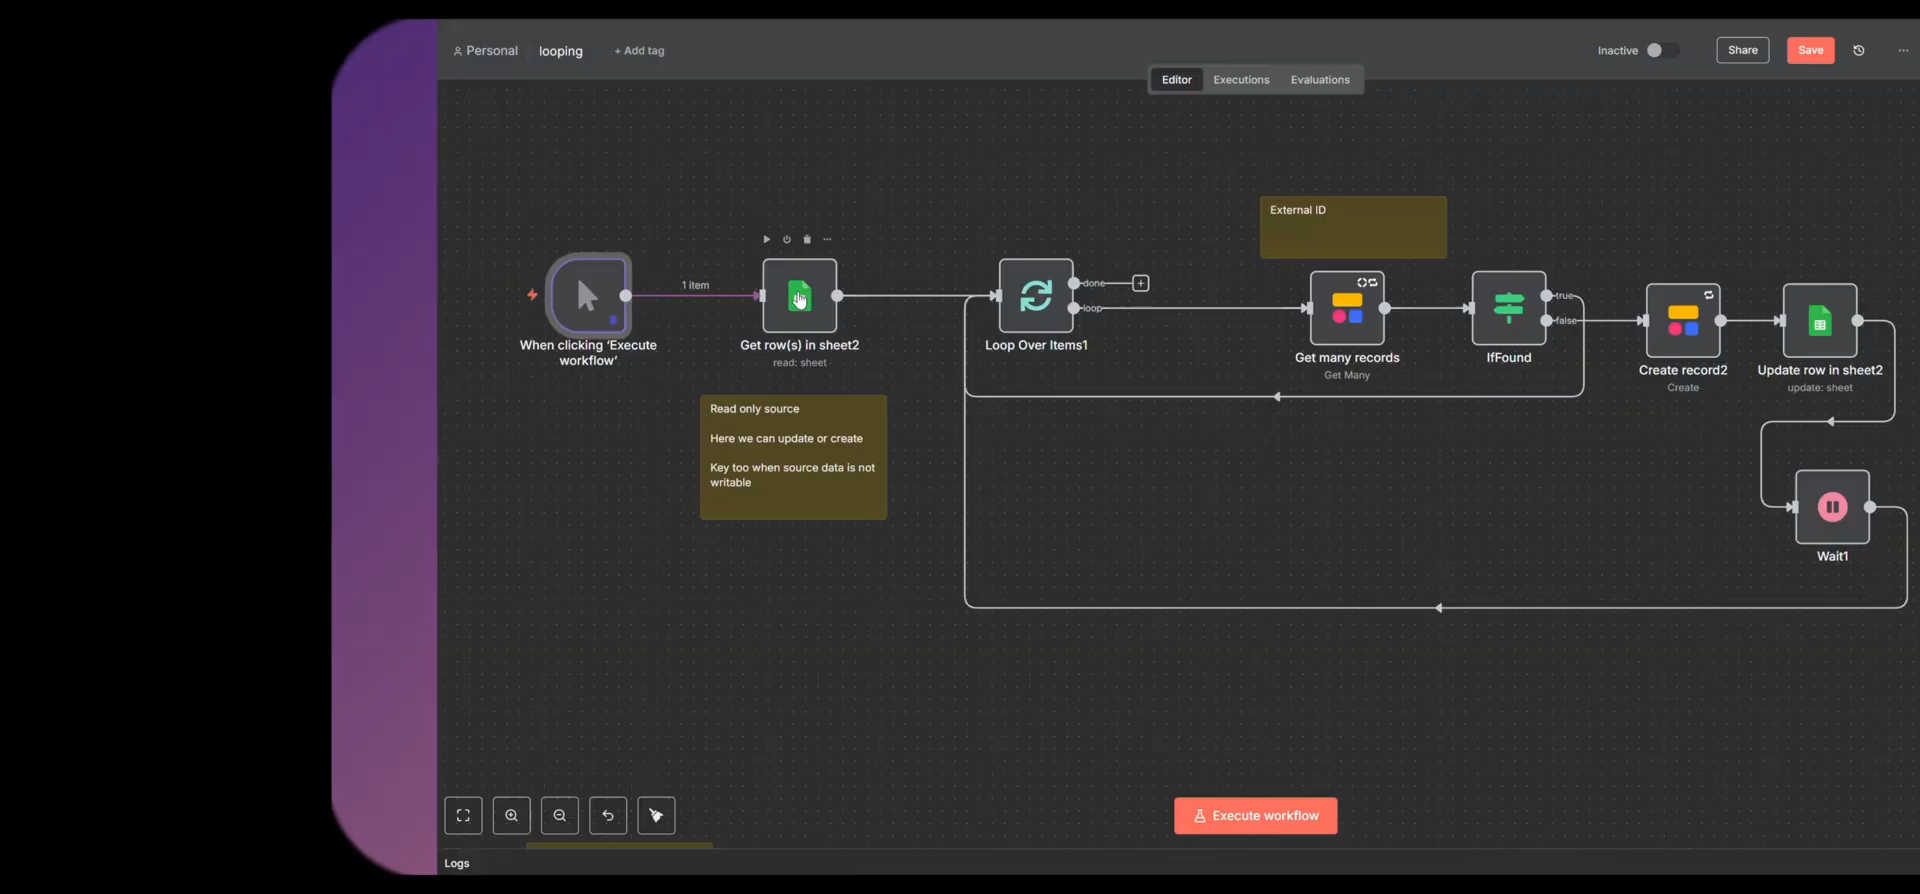 Personal
looping
+ Add tag
Inactive
Share
Save
Editor
Executions
Evaluations
External ID
1 item
done
loop
true
false
When clicking ‘Execute workflow’
Get row(s) in sheet2
read: sheet
Loop Over Items1
Get many records
Get Many
IfFound
Create record2
Create
Update row in sheet2
update: sheet
Read only source
Here we can update or create
Key too when source data is not
writable
Wait1
Execute workflow
Logs